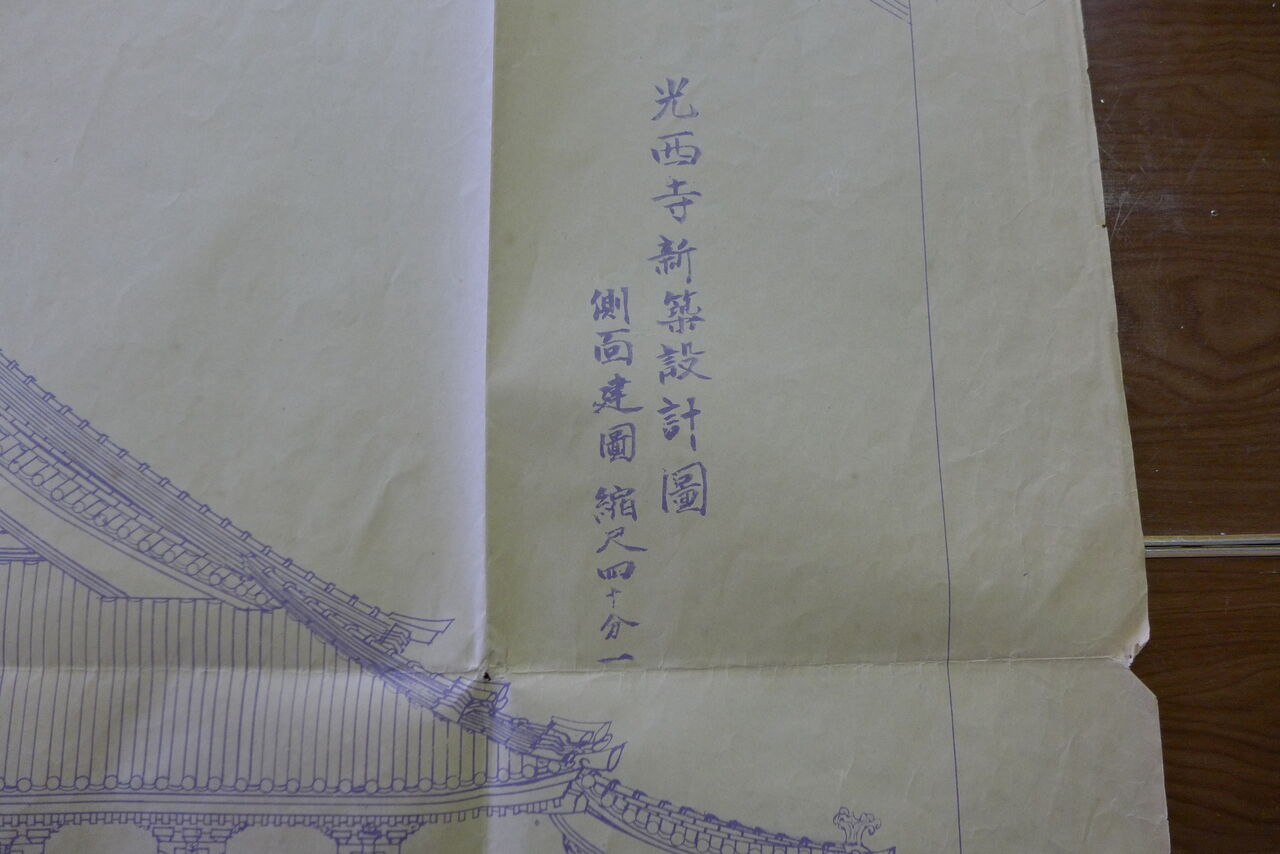 光西寺新築設計圖
側面建圖 縮尺四十分一